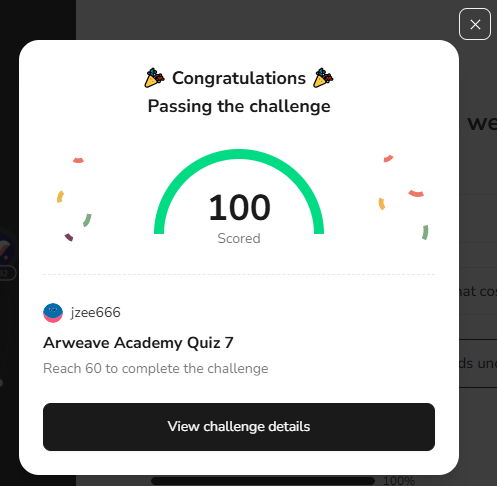 Congratulations
Passing the challenge
we
100
Scored
hat cos
jzee666
Arweave Academy Quiz 7
ds und
Reach 60 to complete the challenge
View challenge details
100%